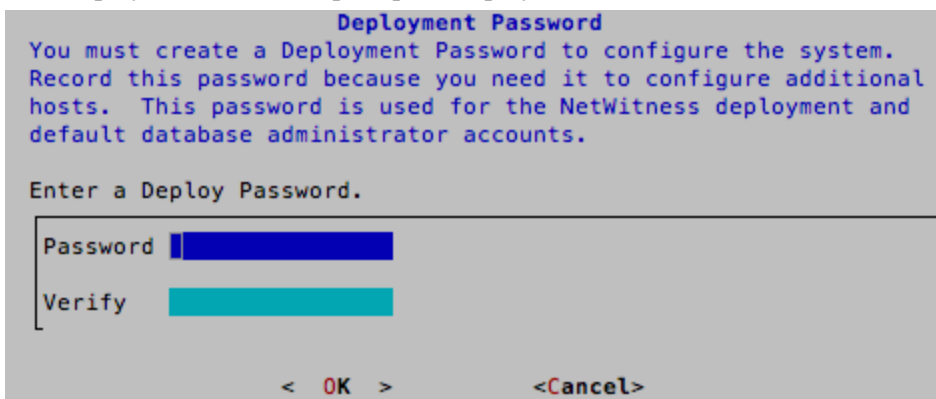 Deployment Password
You must create a Deployment Password to configure the system.
Record this password because you need it to configure additional
hosts.  This password is used for the NetWitness deployment and
default database administrator accounts.
Enter a Deploy Password.
Password
Verify
<  OK  >  <Cancel>